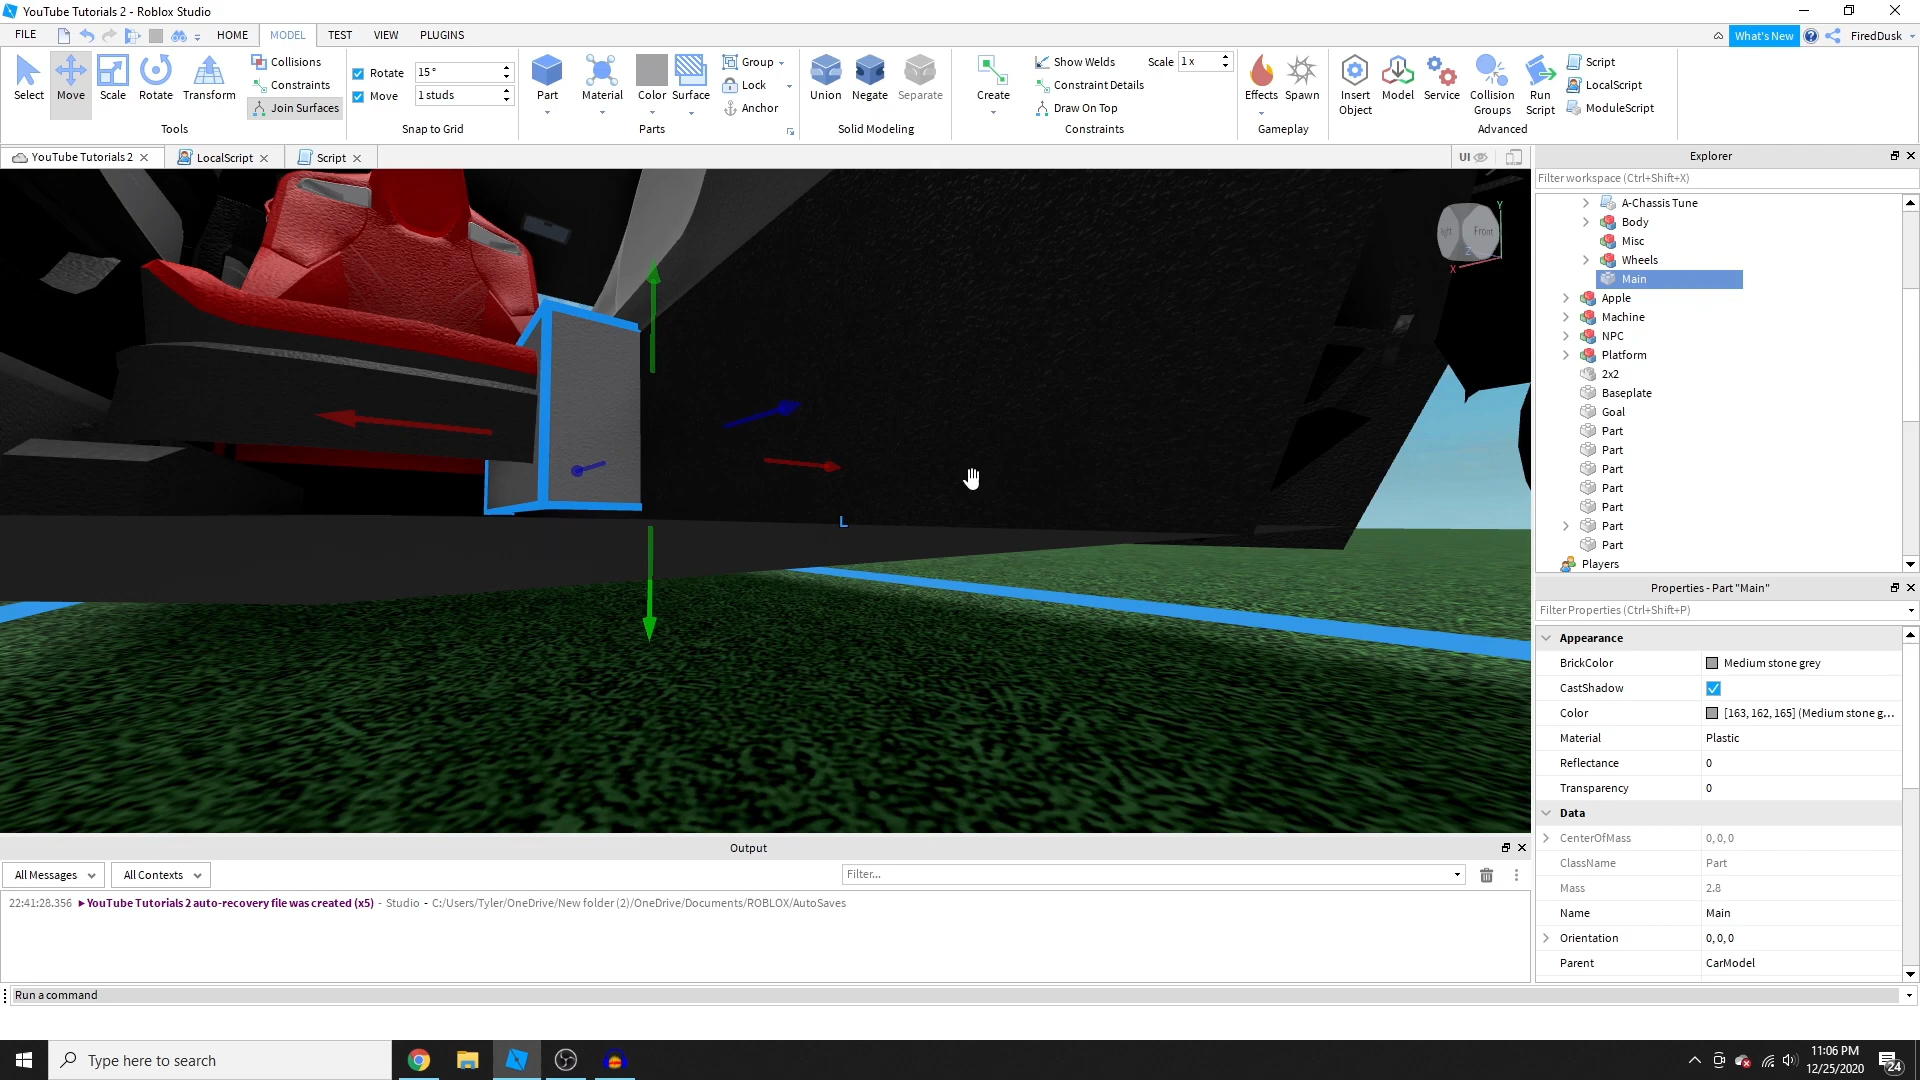 YouTube Tutorials 2 - Roblox Studio
FILE HOME MODEL TEST VIEW PLUGINS What's New FiredDusk
Select Move Scale Rotate Transform
Collisions
Constraints
Join Surfaces
Tools
Rotate 15°
Move 1 studs
Snap to Grid
Part Material Color Surface
Group
Lock
Anchor
Parts
Union Negate Separate
Solid Modeling
Create
Show Welds Scale 1 x
Constraint Details
Draw On Top
Constraints
Effects Spawn
Gameplay
Insert Object Model Service Collision Groups Run Script
Script
LocalScript
ModuleScript
Advanced
YouTube Tutorials 2 LocalScript Script UI
Explorer
Filter workspace (Ctrl+Shift+X)
A-Chassis Tune
Body
Misc
Wheels
Main
Apple
Machine
NPC
Platform
2x2
Baseplate
Goal
Part
Part
Part
Part
Part
Part
Part
Players
Front
Y
X
Z
L
Properties - Part "Main"
Filter Properties (Ctrl+Shift+P)
Appearance
BrickColor Medium stone grey
CastShadow
Color [163, 162, 165] (Medium stone g...
Material Plastic
Reflectance 0
Transparency 0
Data
CenterOfMass 0, 0, 0
ClassName Part
Mass 2.8
Name Main
Orientation 0, 0, 0
Parent CarModel
Output
All Messages All Contexts Filter...
22:41:28.356 YouTube Tutorials 2 auto-recovery file was created (x5) - Studio - C:/Users/Tyler/OneDrive/New folder (2)/OneDrive/Documents/ROBLOX/AutoSaves
Run a command
Type here to search
11:06 PM
12/25/2020
24